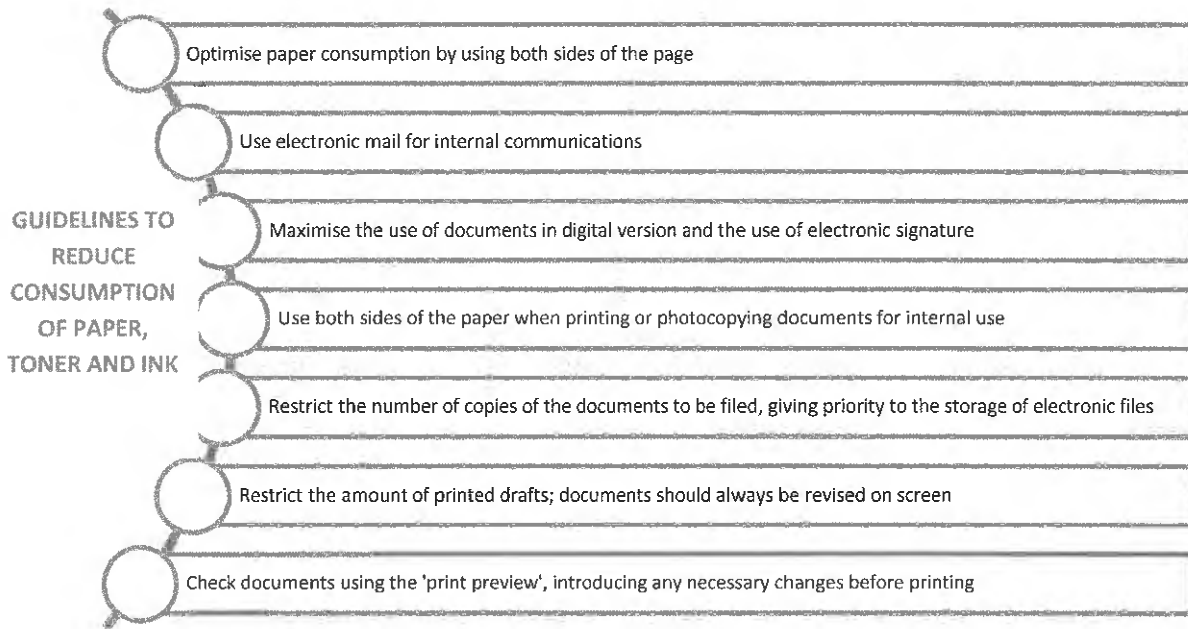 Optimise paper consumption by using both sides of the page
Use electronic mail for internal communications
GUIDELINES TO
REDUCE
CONSUMPTION
OF PAPER,
TONER AND INK
Maximise the use of documents in digital version and the use of electronic signature
Use both sides of the paper when printing or photocopying documents for internal use
Restrict the number of copies of the documents to be filed, giving priority to the storage of electronic files
Restrict the amount of printed drafts; documents should always be revised on screen
Check documents using the 'print preview', introducing any necessary changes before printing